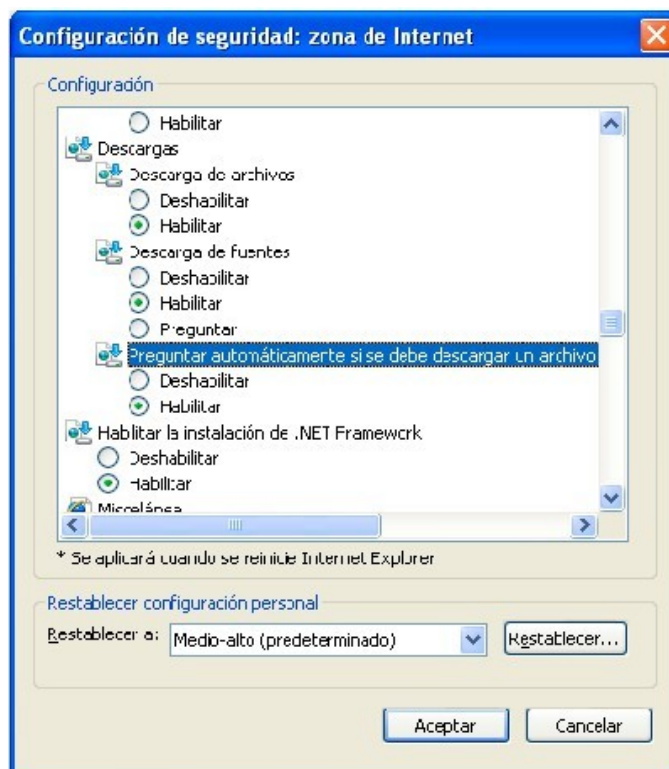 Configuración de seguridad: zona de Internet
Configuración
Habilitar
Descargas
Descarga de archivos
Deshabilitar
Habilitar
Descarga de fuentes
Deshabilitar
Habilitar
Preguntar
Preguntar automáticamente si se debe descargar un archivo
Deshabilitar
Habilitar
Hablitar la instalación de .NET Framework
Deshabilitar
Habilitar
Miscelánea
* Se aplicará cuando se reinicie Internet Explorer
Restablecer configuración personal
Restablecer a: Medio-alto (predeterminado) Restablecer...
Aceptar Cancelar